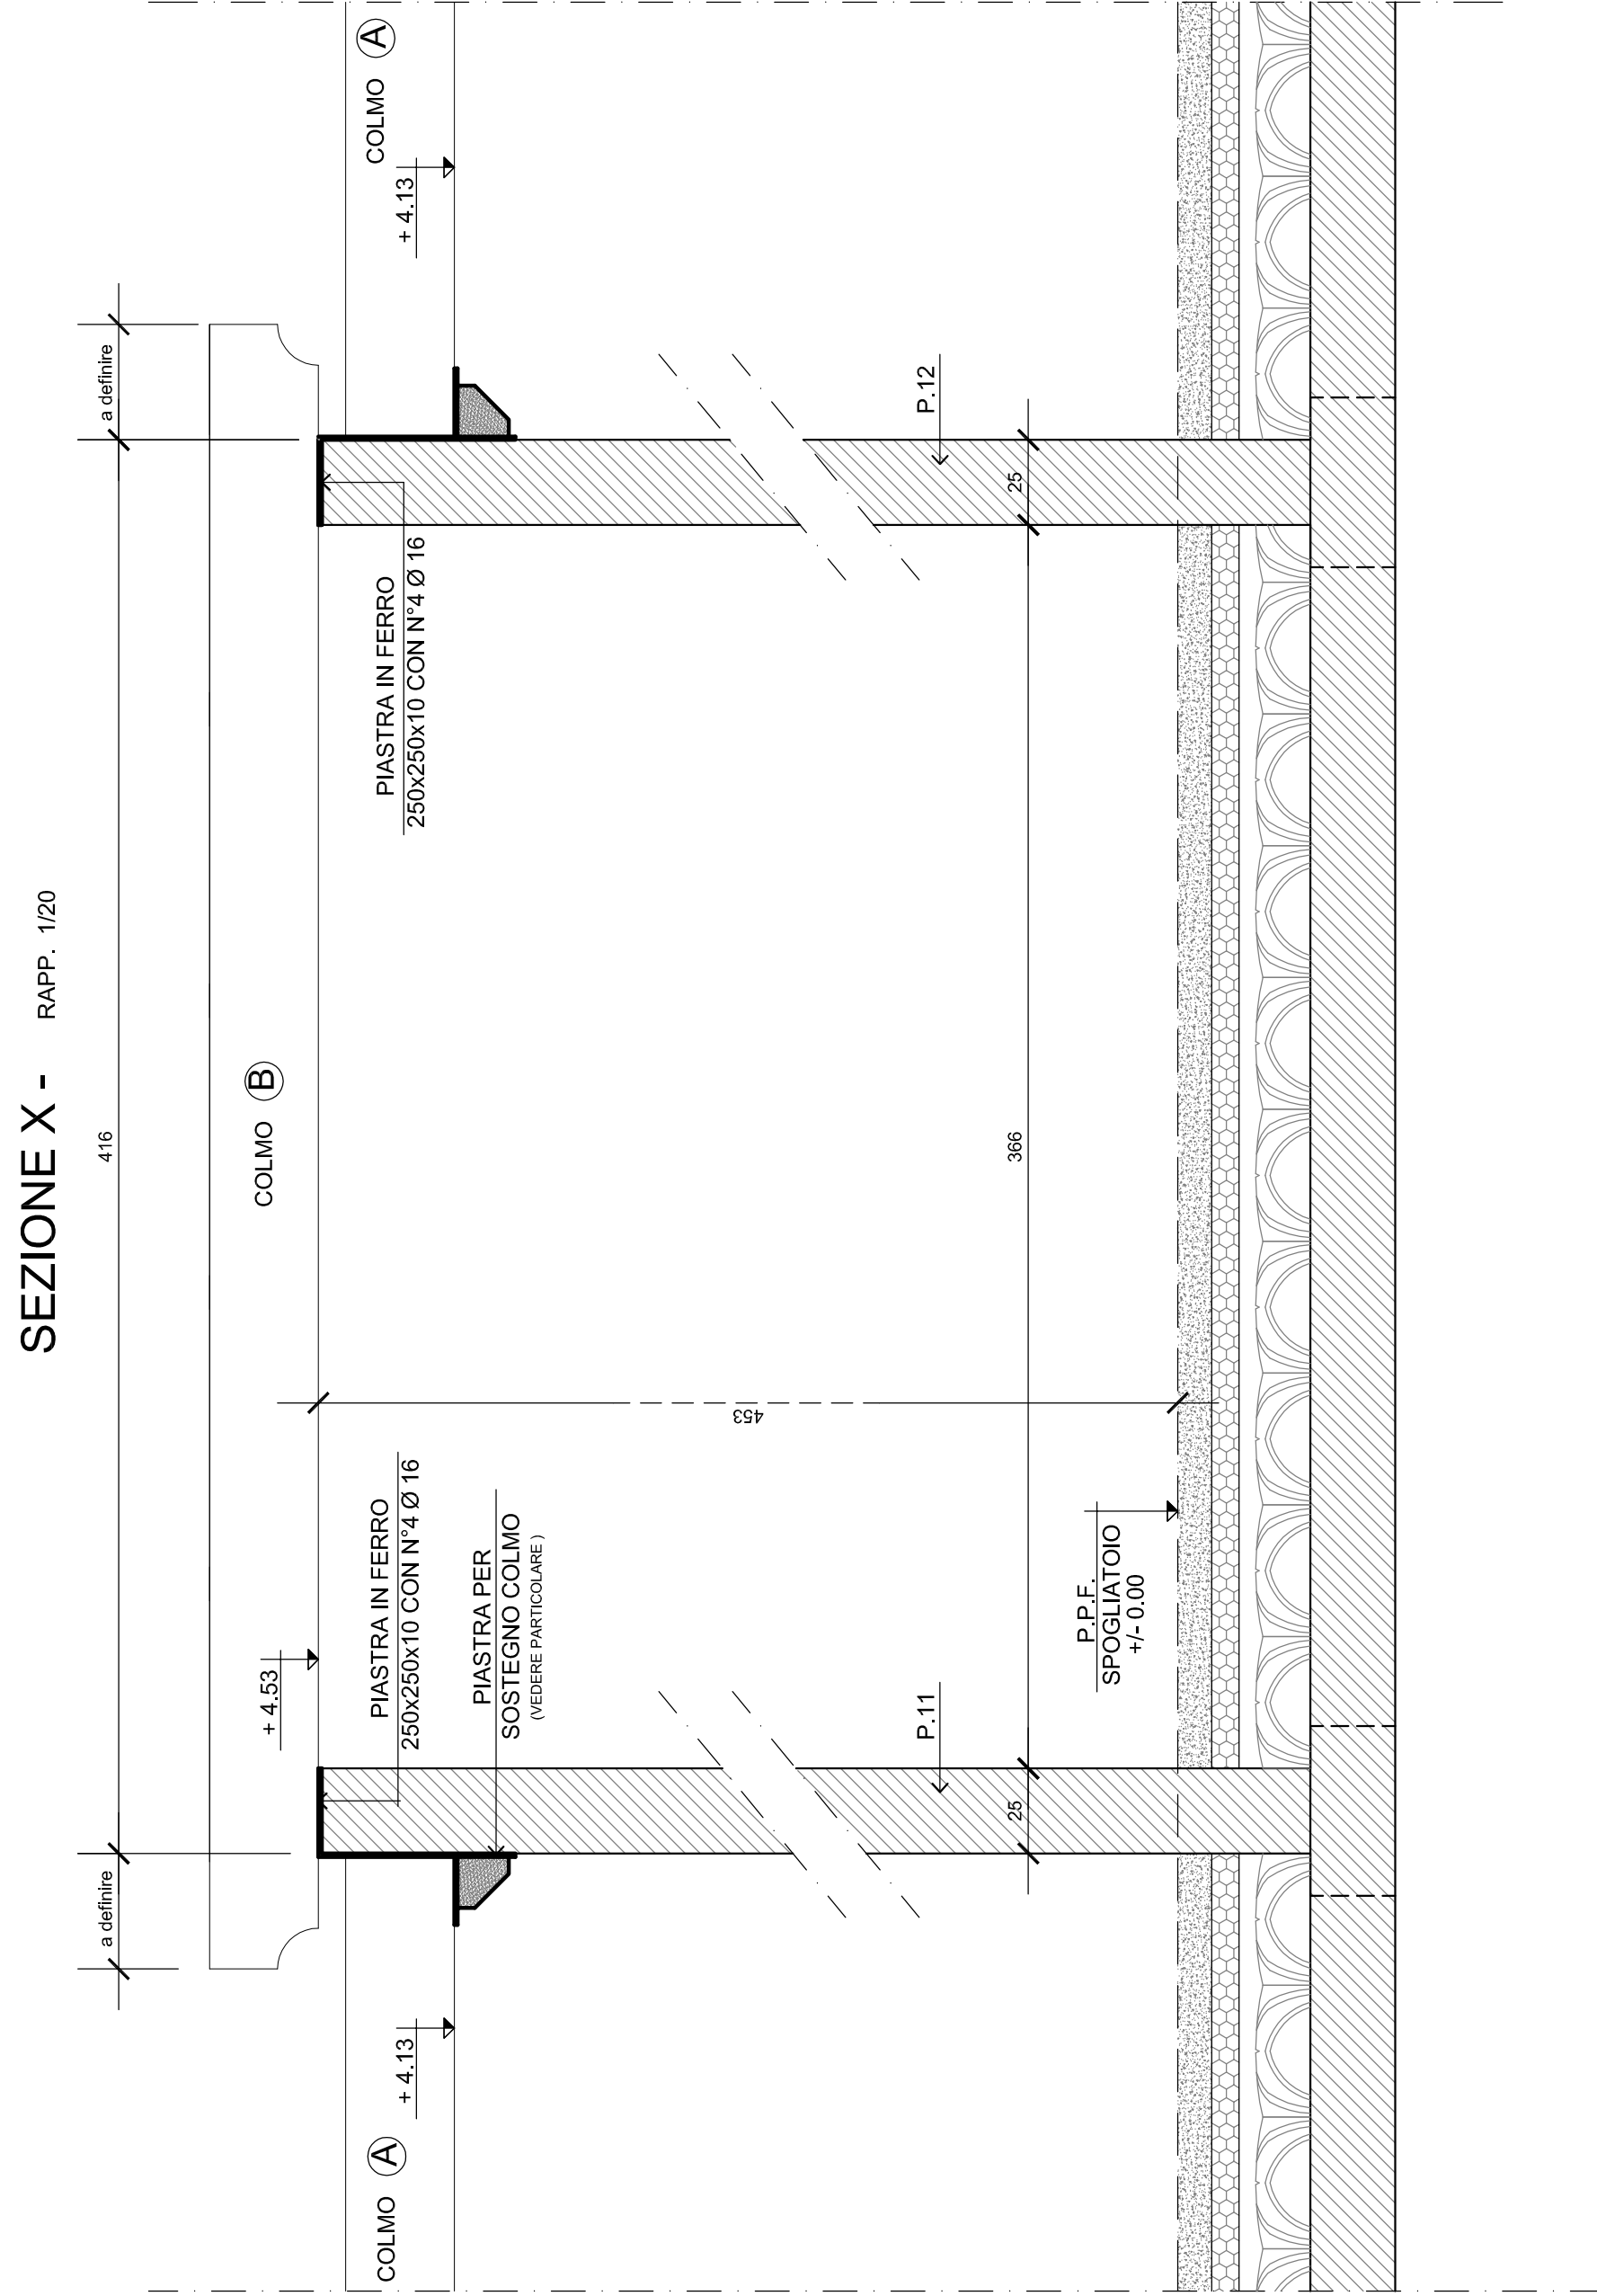 SEZIONE X - RAPP. 1/20
a definire
416
a definire
COLMO B
+ 4.53
COLMO A
+ 4.13
PIASTRA IN FERRO
250x250x10 CON N°4 Ø 16
PIASTRA PER
SOSTEGNO COLMO
(VEDERE PARTICOLARE )
PIASTRA IN FERRO
250x250x10 CON N°4 Ø 16
COLMO A
+ 4.13
453
P.11
P.12
25
366
25
P.P.F.
SPOGLIATOIO
+/- 0.00